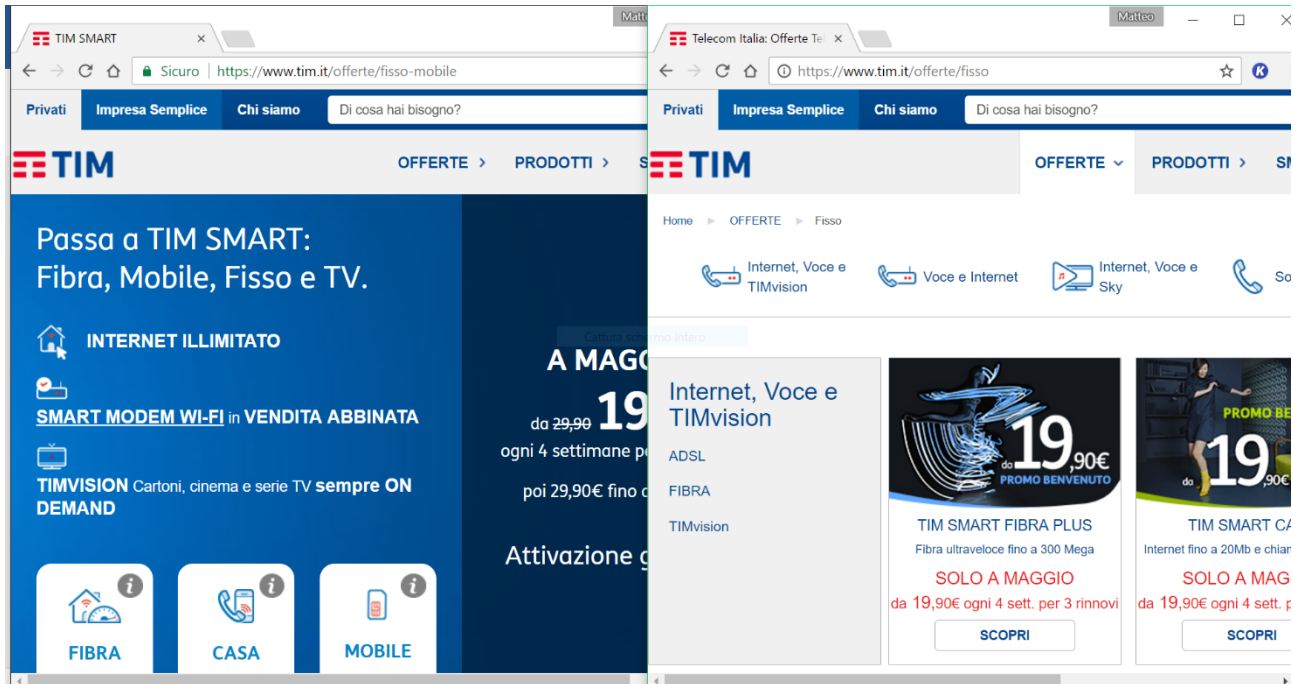 Matt
TIM SMART
Sicuro | https://www.tim.it/offerte/fisso-mobile
Privati Impresa Semplice Chi siamo Di cosa hai bisogno?
TIM OFFERTE PRODOTTI S
Passa a TIM SMART:
Fibra, Mobile, Fisso e TV.
INTERNET ILLIMITATO
SMART MODEM WI-FI in VENDITA ABBINATA
TIMVISION Cartoni, cinema e serie TV sempre ON
DEMAND
Cattura schermo intero
A MAGG
da 29,90 19
ogni 4 settimane pe
poi 29,90€ fino
Attivazione g
FIBRA CASA MOBILE
Matteo
Telecom Italia: Offerte Te
https://www.tim.it/offerte/fisso
K
Privati Impresa Semplice Chi siamo Di cosa hai bisogno?
TIM OFFERTE PRODOTTI SM
Home OFFERTE Fisso
Internet, Voce e
TIMvision
Voce e Internet
Internet, Voce e
Sky
So
Internet, Voce e
TIMvision
ADSL
FIBRA
TIMvision
da 19,90€
PROMO BENVENUTO
TIM SMART FIBRA PLUS
Fibra ultraveloce fino a 300 Mega
SOLO A MAGGIO
da 19,90€ ogni 4 sett. per 3 rinnovi
SCOPRI
PROMO BE
da 19,90€
TIM SMART CA
Internet fino a 20Mb e chiam
SOLO A MAG
da 19,90€ ogni 4 sett. p
SCOPRI